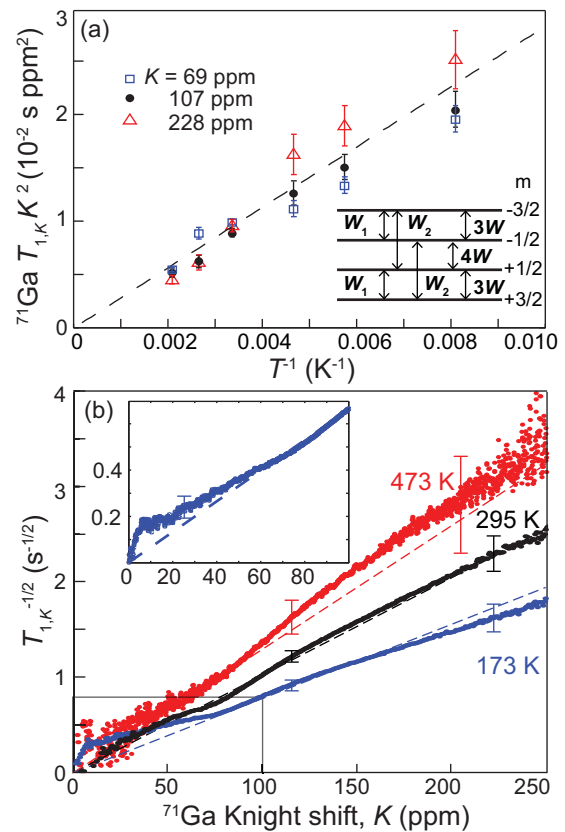 (a)
K = 69 ppm
107 ppm
228 ppm
⁷¹Ga T₁,K K² (10⁻² s ppm²)
3
2
1
0
0 0.002 0.004 0.006 0.008 0.010
T⁻¹ (K⁻¹)
m
-3/2
W₁ W₂ 3W
-1/2
4W
+1/2
W₁ W₂ 3W
+3/2
(b)
T₁,K⁻¹/² (s⁻¹/²)
4
3
2
1
0
0.4
0.2
0 20 40 60 80
473 K
295 K
173 K
0 50 100 150 200 250
⁷¹Ga Knight shift, K (ppm)